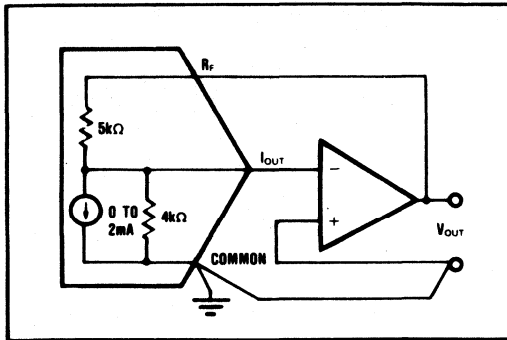 R_F
5kΩ
I_OUT
−
+
0 TO
2mA
4kΩ
V_OUT
COMMON